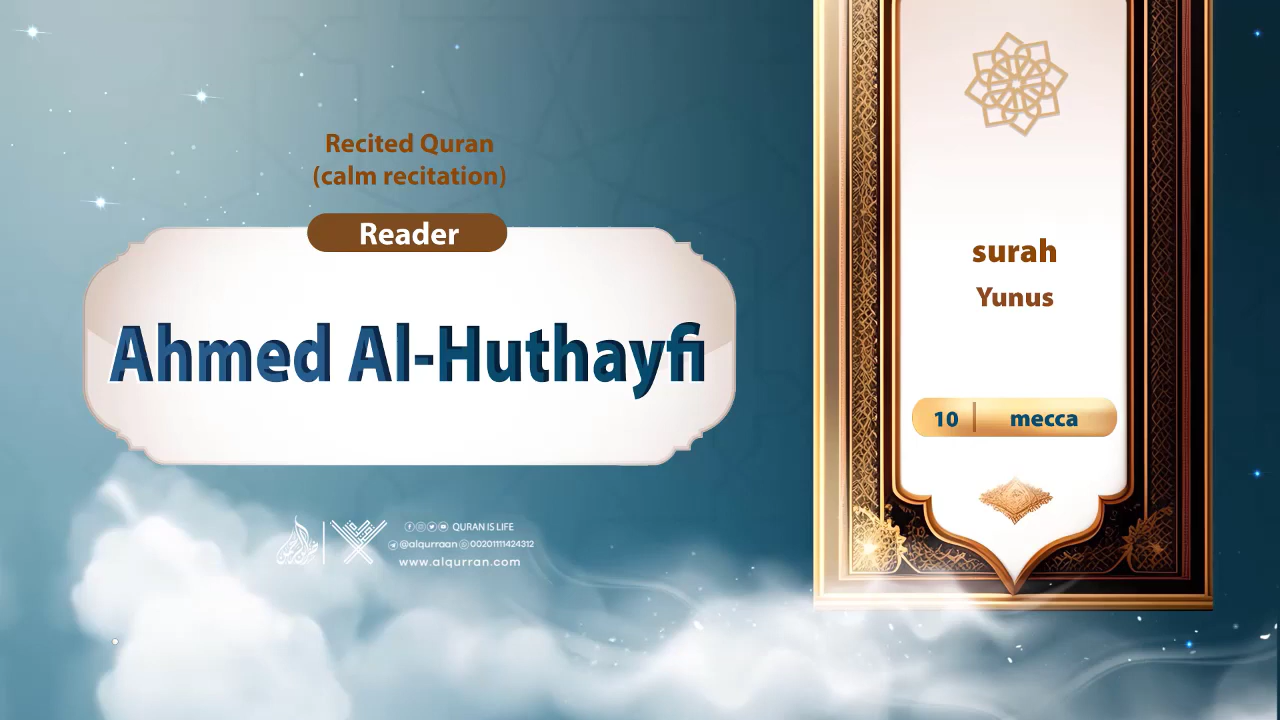 Recited Quran
(calm recitation)
Reader
Ahmed Al-Huthayfi
surah
Yunus
10 mecca
QURAN IS LIFE
@alqurraan 00201111424312
www.alqurran.com